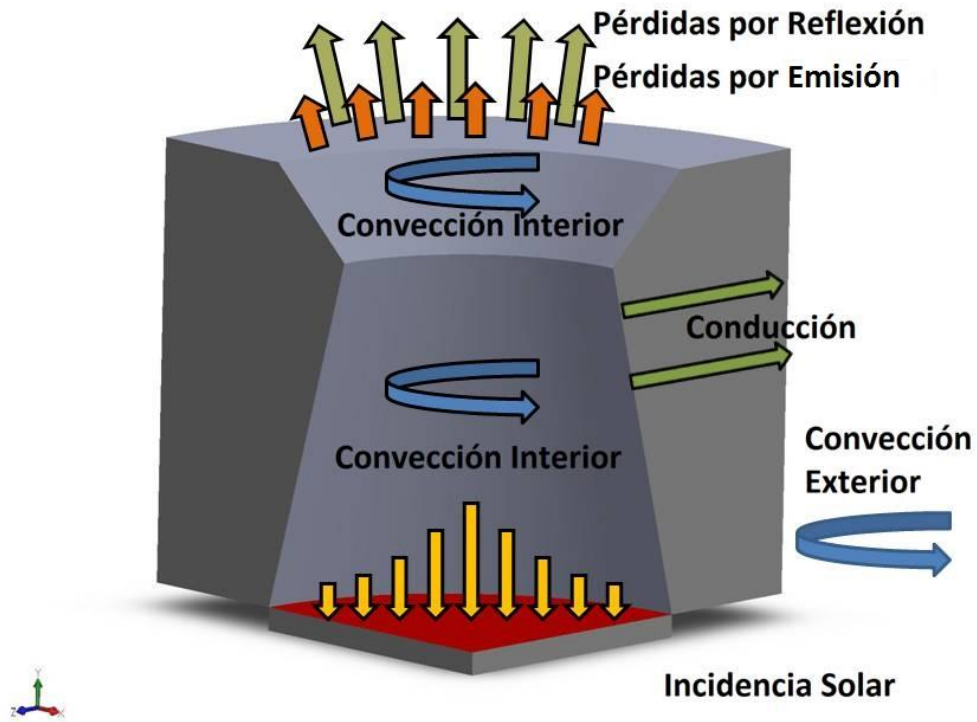 Pérdidas por Reflexión
Pérdidas por Emisión
Convección Interior
Conducción
Convección Interior
Convección
Exterior
Incidencia Solar
Y
Z
X